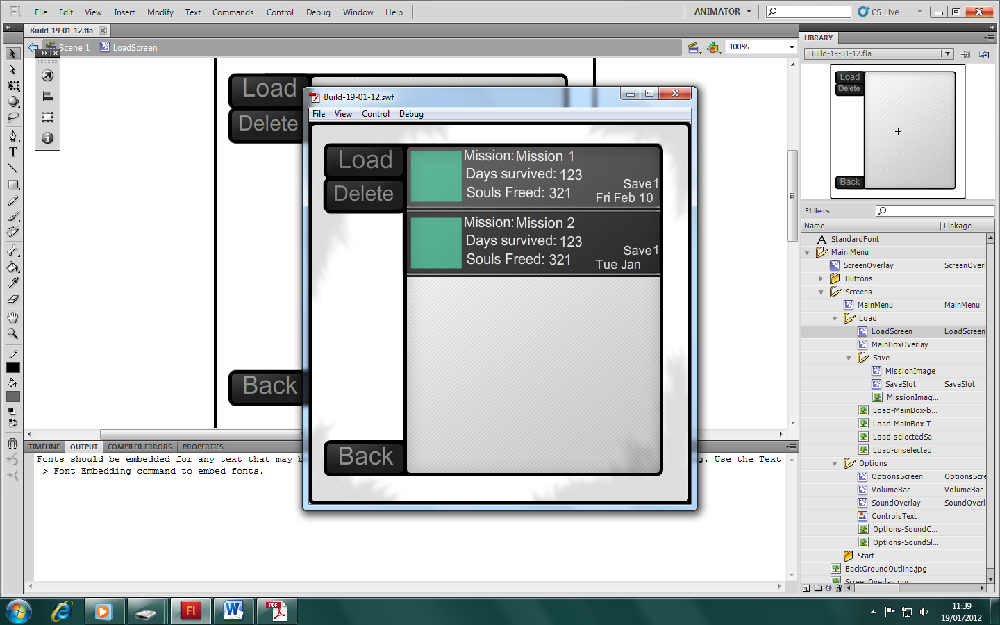 Fl File Edit View Insert Modify Text Commands Control Debug Window Help ANIMATOR CS Live
Build-19-01-12.fla
Scene 1 LoadScreen 100%
Load
Delete
Back
Build-19-01-12.swf
File View Control Debug
Load
Delete
Back
Mission: Mission 1
Days survived: 123
Souls Freed: 321
Save1
Fri Feb 10
Mission: Mission 2
Days survived: 123
Souls Freed: 321
Save1
Tue Jan
TIMELINE OUTPUT COMPILER ERRORS PROPERTIES
Fonts should be embedded for any text that may b
g. Use the Text
> Font Embedding command to embed fonts.
LIBRARY
Build-19-01-12.fla
Load
Delete
Back
51 items
Name Linkage
StandardFont
Main Menu
ScreenOverlay ScreenOverl
Buttons
Screens
MainMenu MainMenu
Load
LoadScreen LoadScreen
MainBoxOverlay
Save
MissionImage
SaveSlot SaveSlot
MissionImag...
Load-MainBox-b...
Load-MainBox-T...
Load-selectedSa...
Load-unselected...
Options
OptionsScreen OptionsScre
VolumeBar VolumeBar
SoundOverlay SoundOverl
ControlsText
Options-SoundC...
Options-SoundSl...
Start
BackGroundOutline.jpg
ScreenOverlay.png
Fl W PDF
11:39
19/01/2012